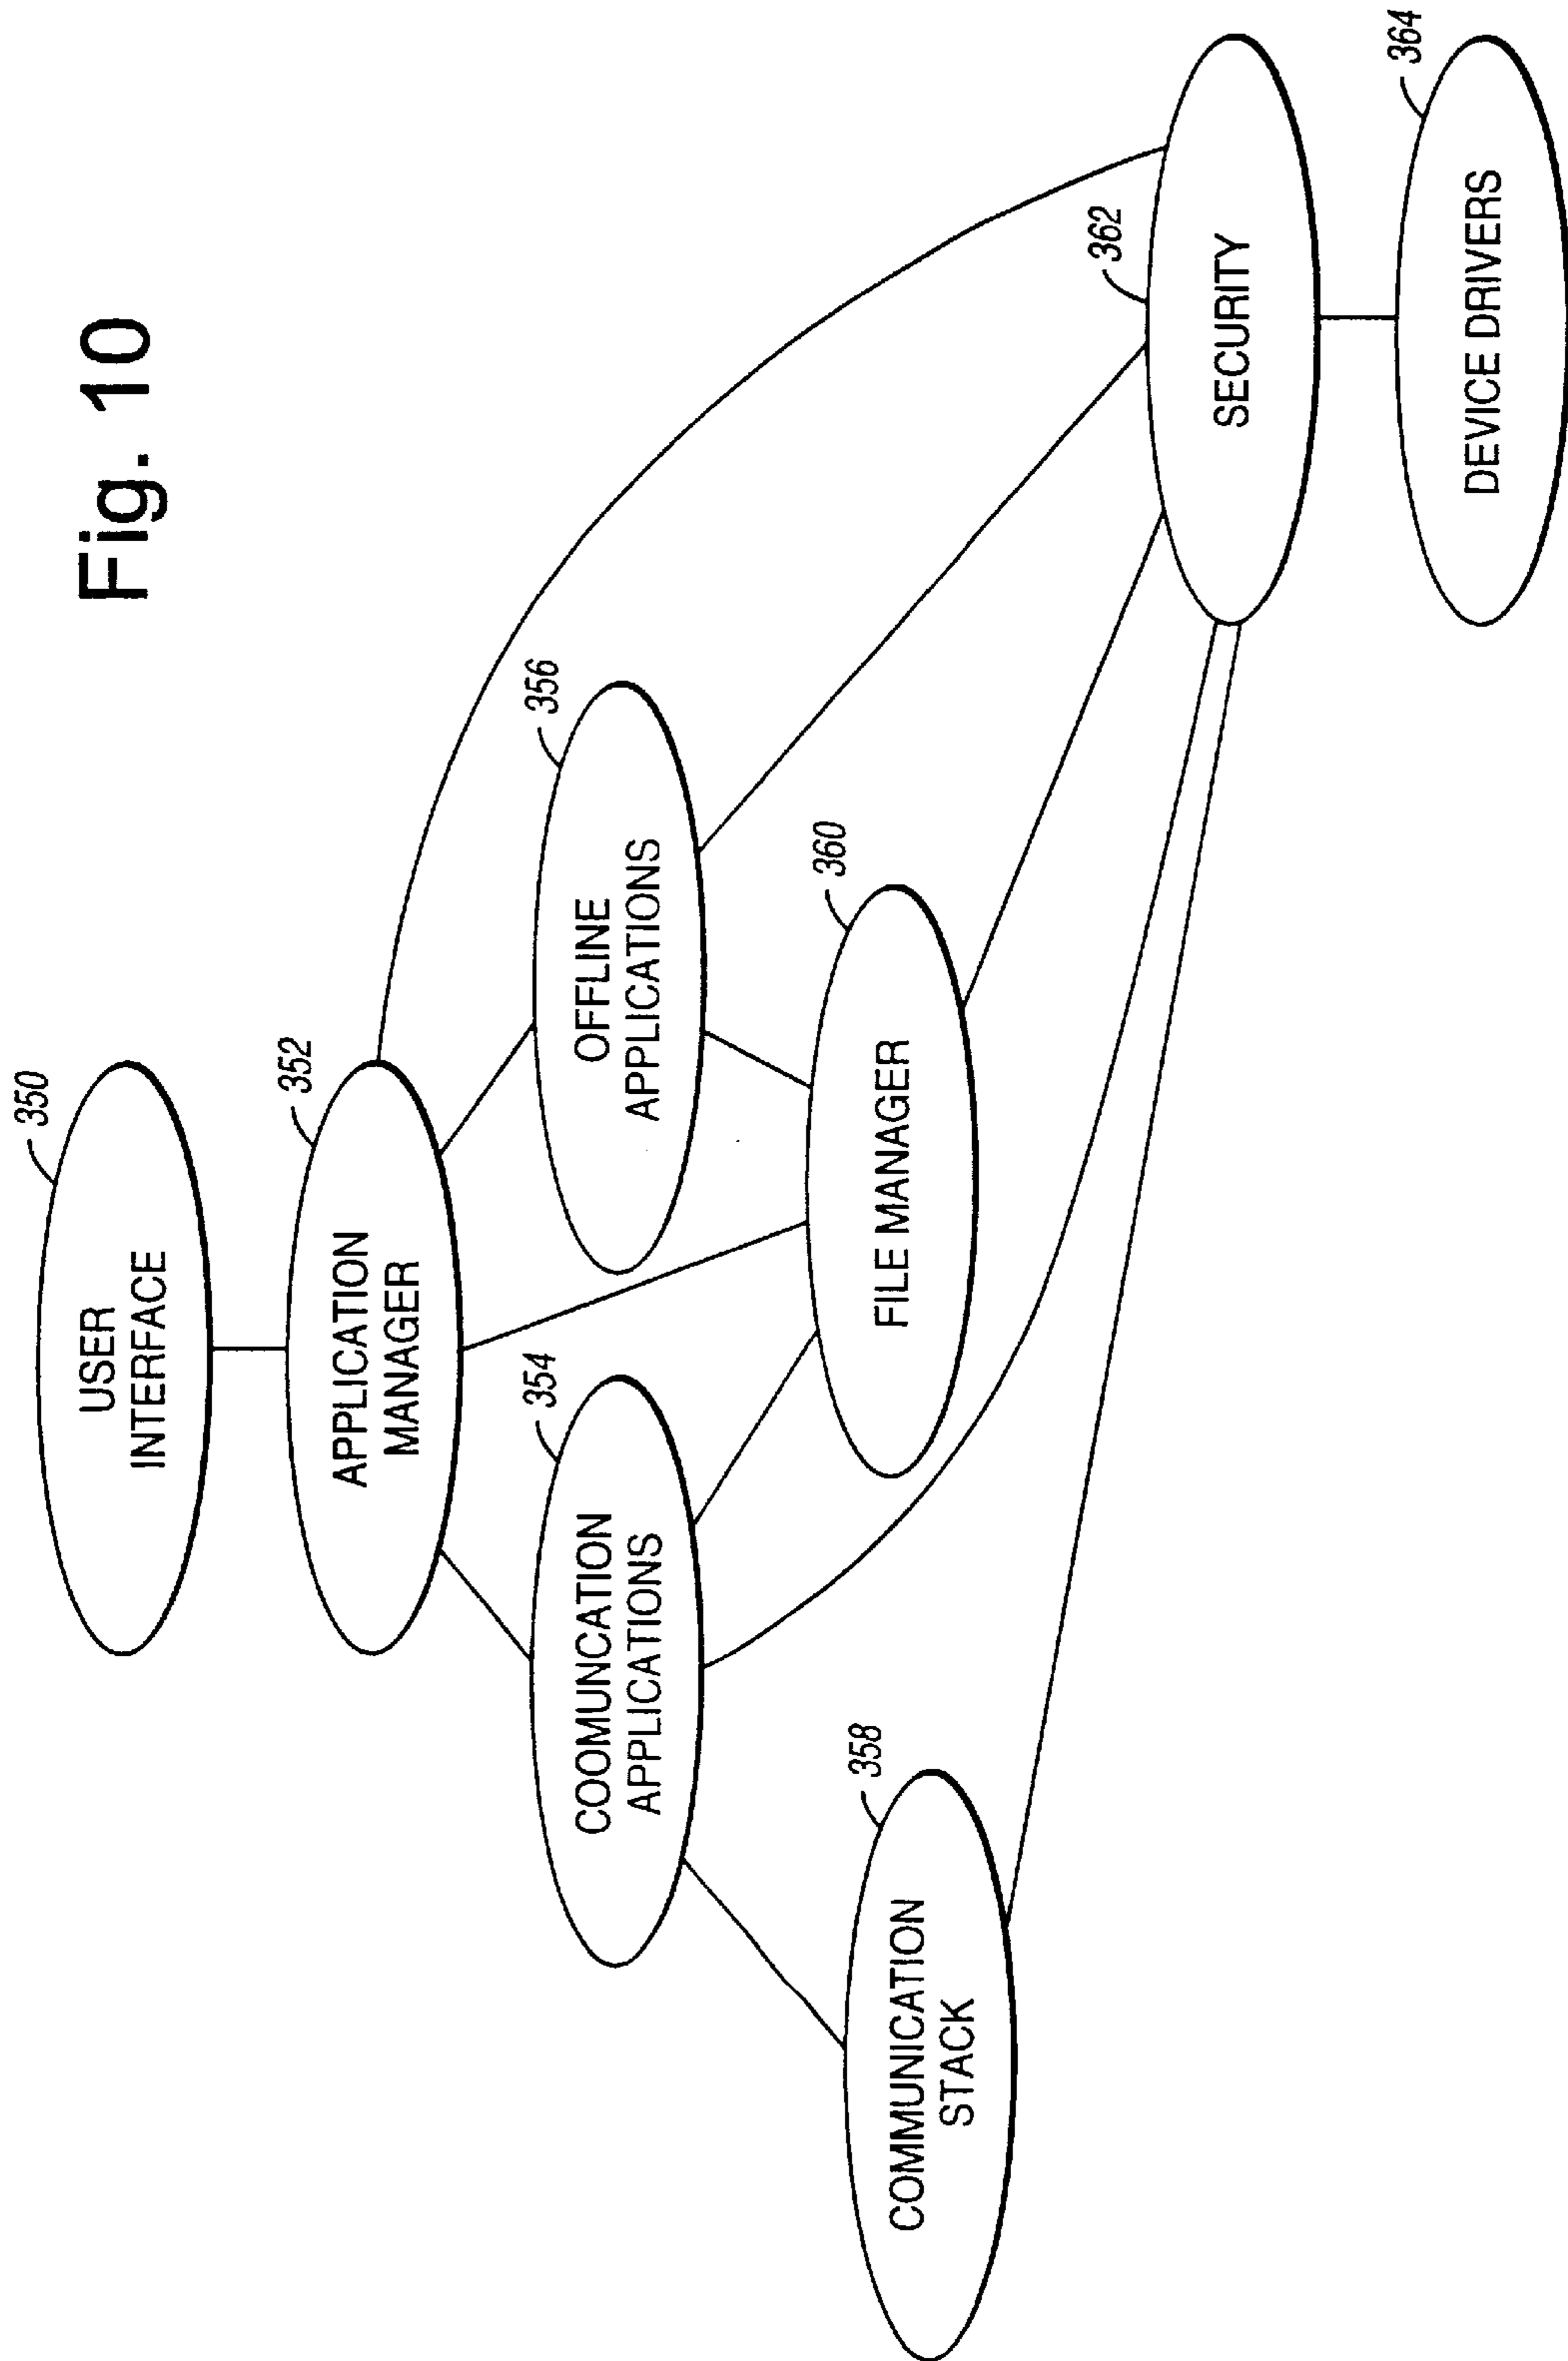 Fig. 10
350
USER
INTERFACE
352
APPLICATION
MANAGER
354
COOMUNCATION
APPLICATIONS
356
OFFLINE
APPLICATIONS
358
COMMUNICATION
STACK
360
FILE MANAGER
362
SECURITY
364
DEVICE DRIVERS